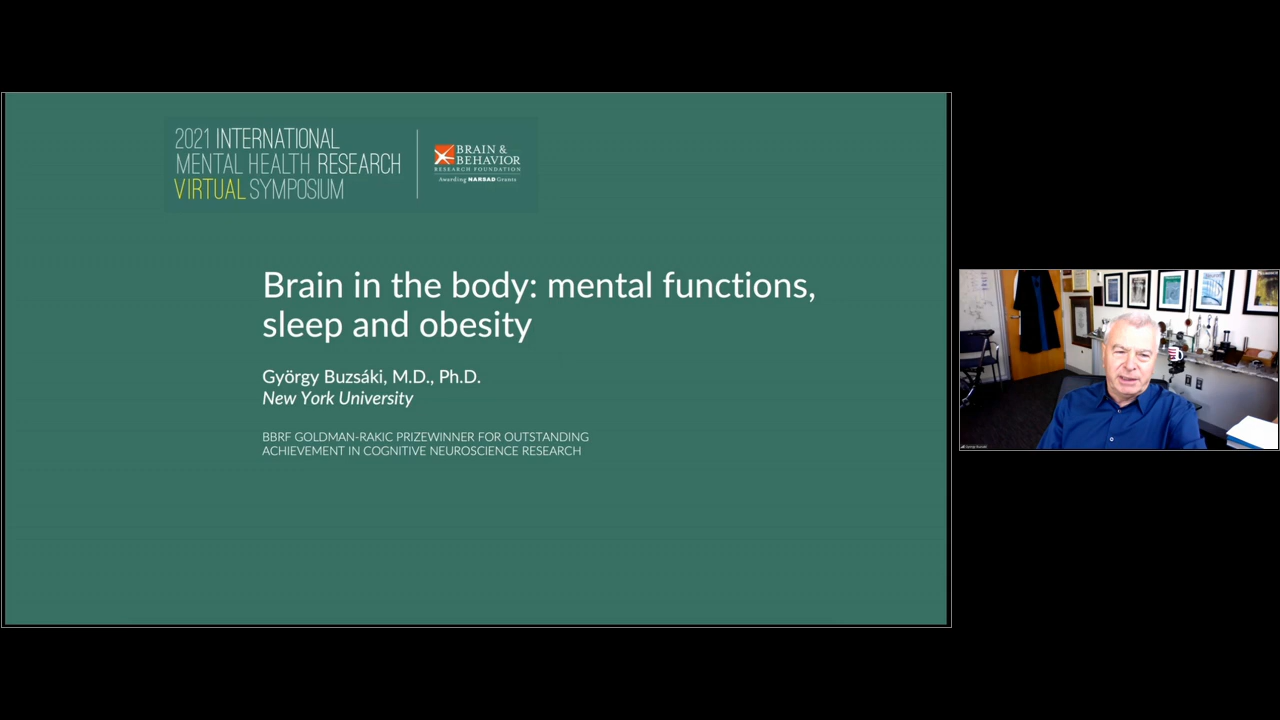 2021 INTERNATIONAL
MENTAL HEALTH RESEARCH
VIRTUAL SYMPOSIUM
BRAIN &
BEHAVIOR
RESEARCH FOUNDATION
Awarding NARSAD Grants
Brain in the body: mental functions,
sleep and obesity
György Buzsáki, M.D., Ph.D.
New York University
BBRF GOLDMAN-RAKIC PRIZEWINNER FOR OUTSTANDING
ACHIEVEMENT IN COGNITIVE NEUROSCIENCE RESEARCH
György Buzsáki